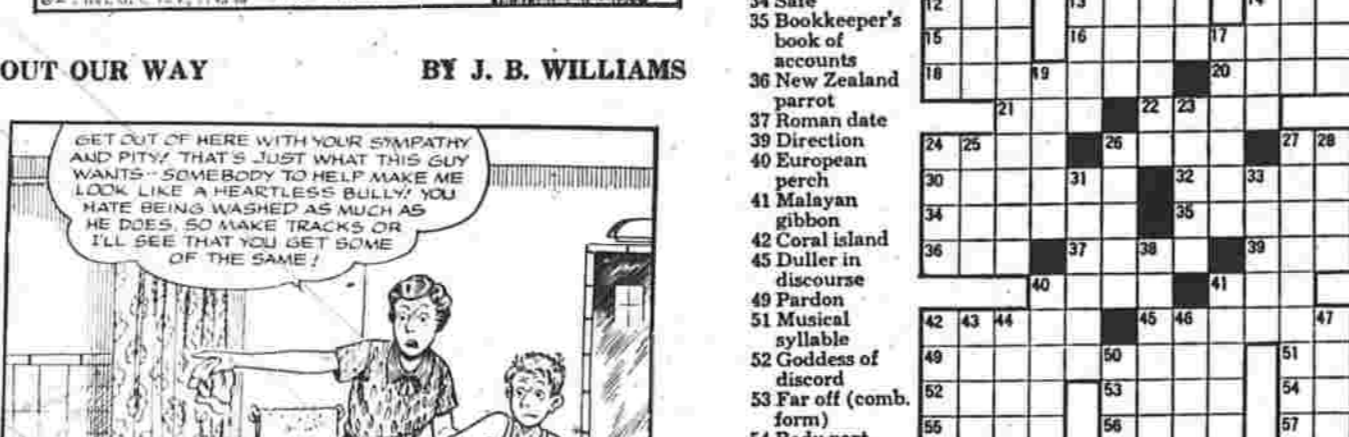 OUT OUR WAY
BY J. B. WILLIAMS
GET OUT OF HERE WITH YOUR SYMPATHY
AND PITY! THAT'S JUST WHAT THIS GUY
WANTS--SOMEBODY TO HELP MAKE ME
LOOK LIKE A HEARTLESS BULLY! YOU
HATE BEING WASHED AS MUCH AS
HE DOES, SO MAKE TRACKS OR
I'LL SEE THAT YOU GET SOME
OF THE SAME!
34 Safe
35 Bookkeeper's
book of
accounts
36 New Zealand
parrot
37 Roman date
39 Direction
40 European
perch
41 Malayan
gibbon
42 Coral island
45 Duller in
discourse
49 Pardon
51 Musical
syllable
52 Goddess of
discord
53 Far off (comb.
form)
54 Body part
12 13 14
15 16 17
18 19 20
21 22 23
24 25 26 27 28
30 31 32 33
34 35
36 37 38 39
40 41
42 43 44 45 46 47
49 50 51
52 53 54
55 56 57